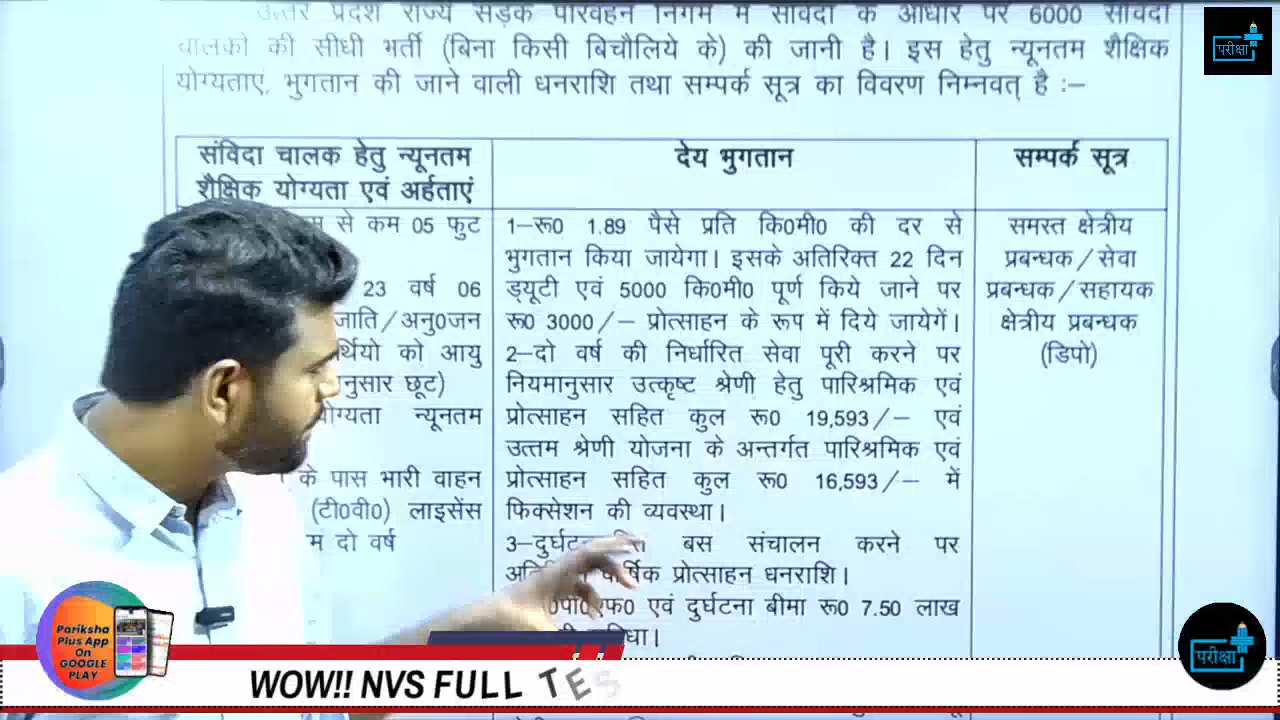 उत्तर प्रदेश राज्य सड़क परिवहन निगम में संविदा के आधार पर 6000 संविदा
चालकों की सीधी भर्ती (बिना किसी बिचौलिये के) की जानी है। इस हेतु न्यूनतम शैक्षिक
योग्यताएं, भुगतान की जाने वाली धनराशि तथा सम्पर्क सूत्र का विवरण निम्नवत् है :–
संविदा चालक हेतु न्यूनतम
शैक्षिक योग्यता एवं अर्हताएं
से कम 05 फुट
23 वर्ष 06
जाति/अनु0जन
को आयु
छूट)
न्यूनतम
के पास भारी वाहन
(टी0वी0) लाइसेंस
दो वर्ष
देय भुगतान
1–रू0 1.89 पैसे प्रति कि0मी0 की दर से
भुगतान किया जायेगा। इसके अतिरिक्त 22 दिन
ड्यूटी एवं 5000 कि0मी0 पूर्ण किये जाने पर
रू0 3000/– प्रोत्साहन के रूप में दिये जायेगें।
2–दो वर्ष की निर्धारित सेवा पूरी करने पर
नियमानुसार उत्कृष्ट श्रेणी हेतु पारिश्रमिक एवं
प्रोत्साहन सहित कुल रू0 19,593/– एवं
उत्तम श्रेणी योजना के अन्तर्गत पारिश्रमिक एवं
प्रोत्साहन सहित कुल रू0 16,593/– में
फिक्सेशन की व्यवस्था।
बस संचालन करने पर
प्रोत्साहन धनराशि।
एवं दुर्घटना बीमा रू0 7.50 लाख
सम्पर्क सूत्र
समस्त क्षेत्रीय
प्रबन्धक/सेवा
प्रबन्धक/सहायक
क्षेत्रीय प्रबन्धक
(डिपो)
परीक्षा
परीक्षा
Pariksha
Plus App
On
GOOGLE
PLAY
WOW!! NVS FULL TES